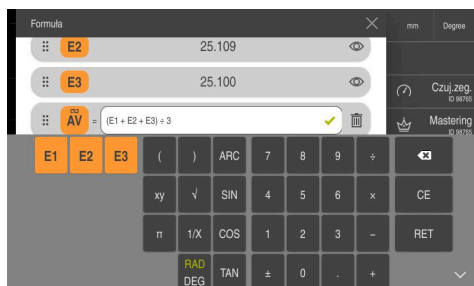 Formuła
mm Degree
E2 25.109
E3 25.100
Czuj.zeg.
ID 98765
AV = (E1 + E2 + E3) ÷ 3
Mastering
ID 98765
E1 E2 E3 ( ) ARC 7 8 9 ÷
xy √ SIN 4 5 6 × CE
π 1/X COS 1 2 3 − RET
RAD
DEG TAN ± 0 . +